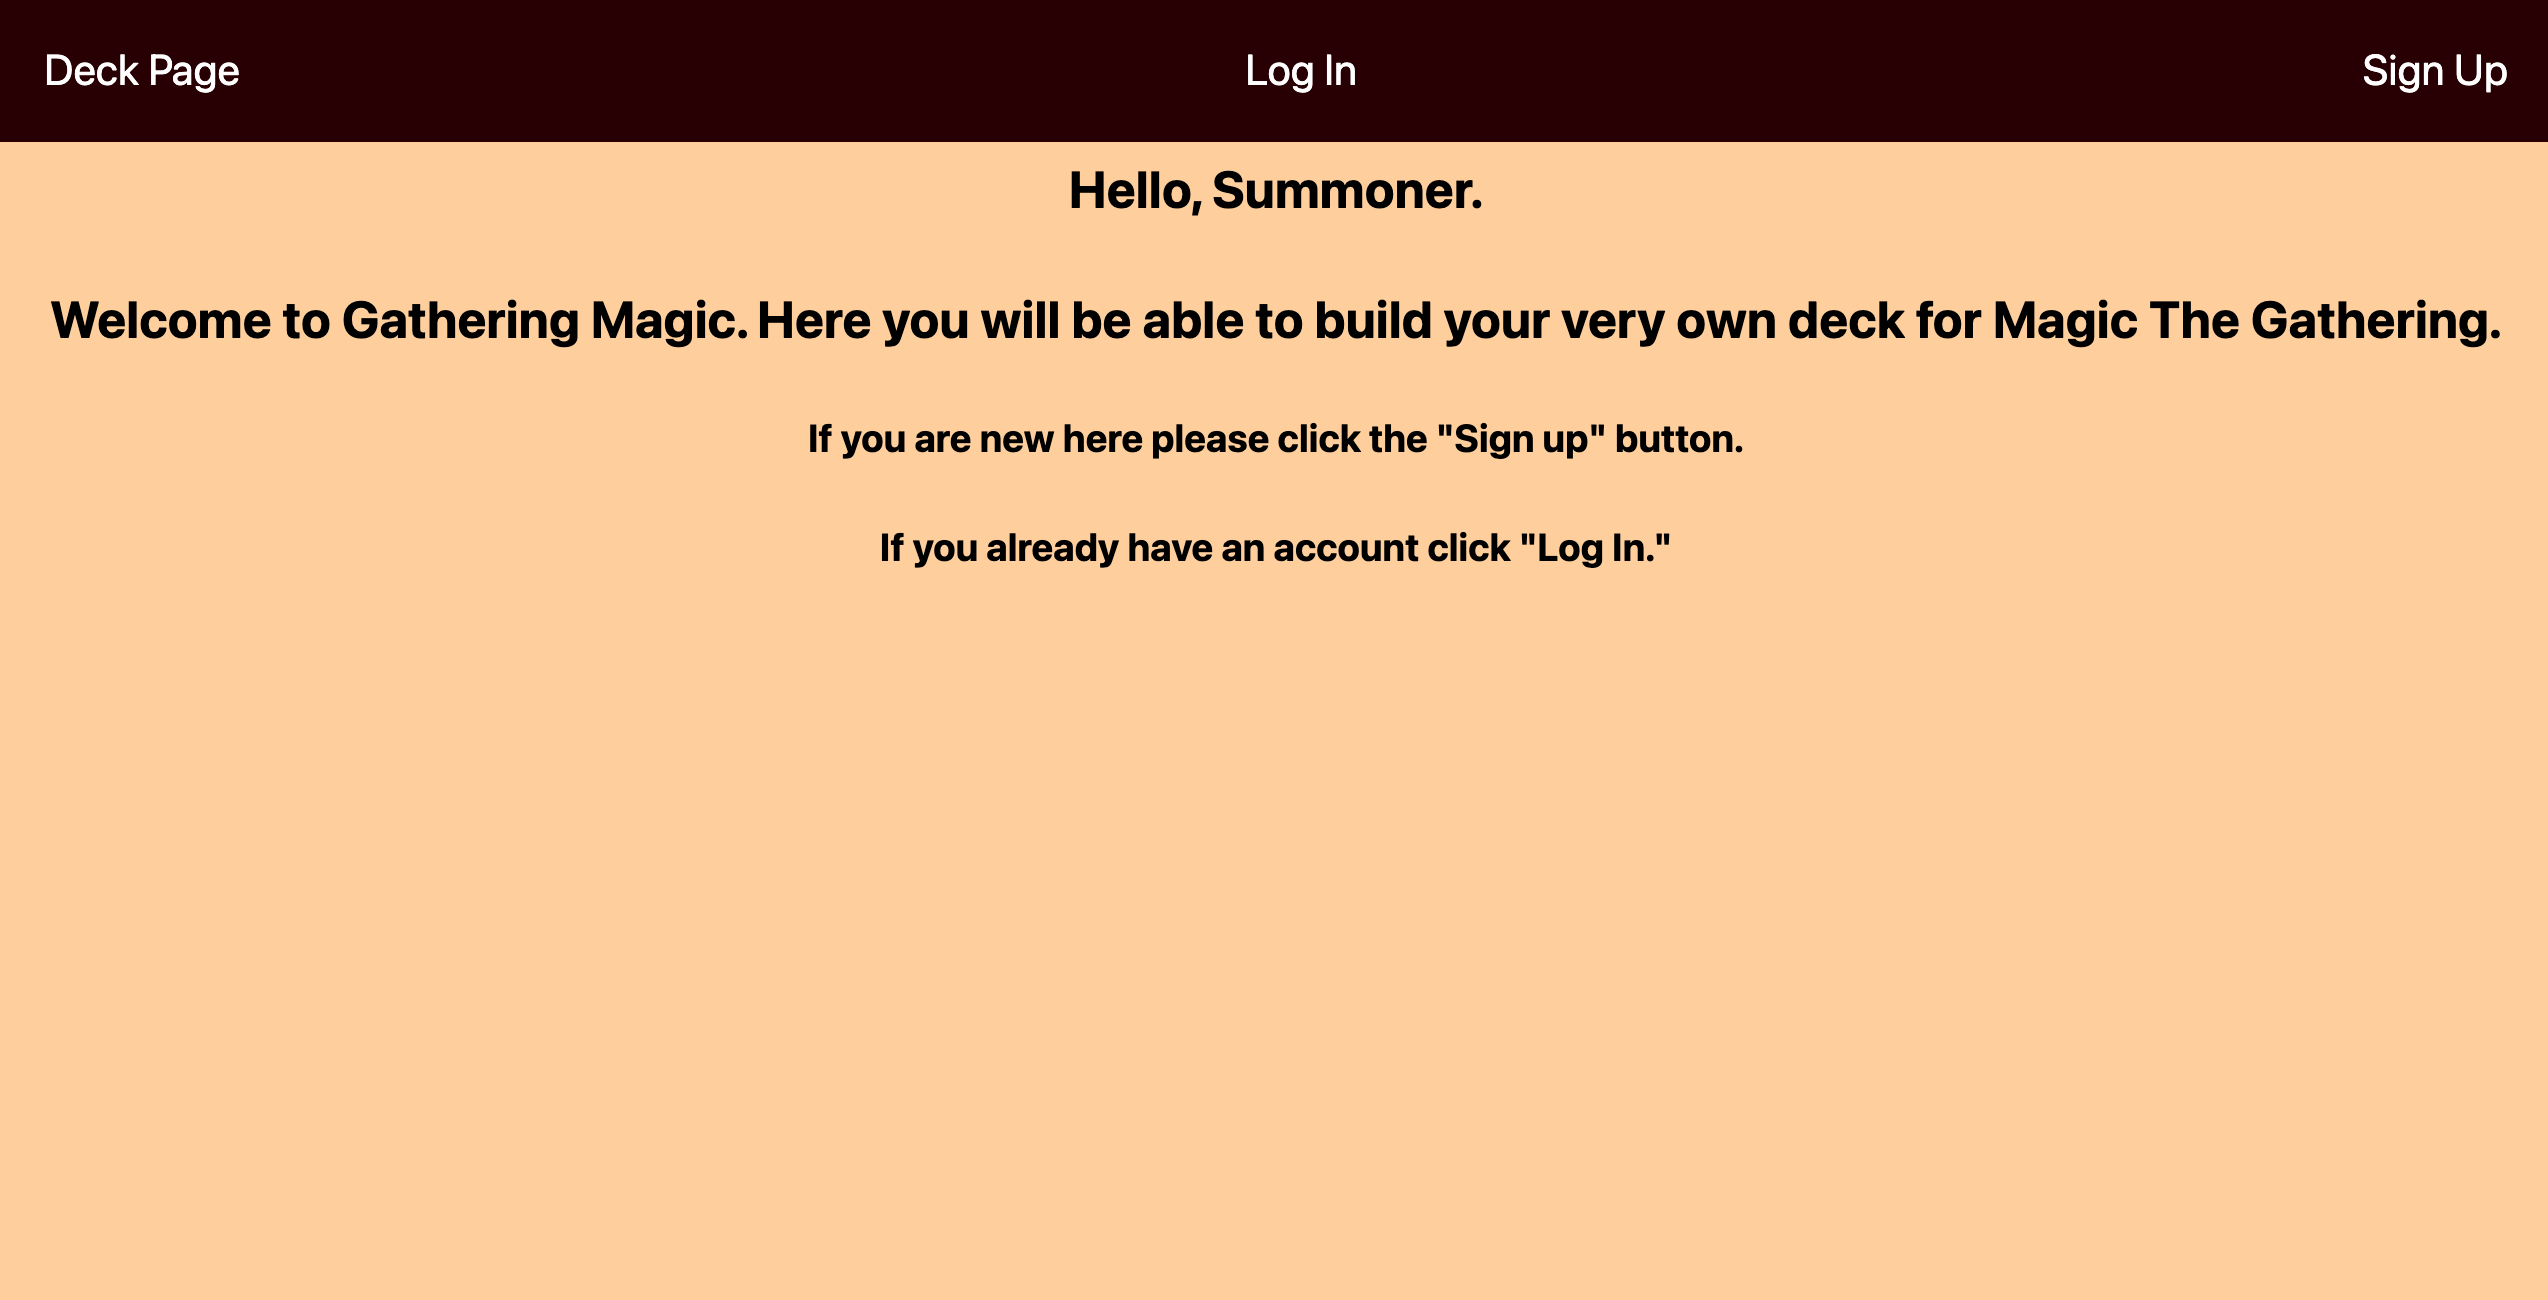 Deck Page Log In Sign Up
Hello, Summoner.
Welcome to Gathering Magic. Here you will be able to build your very own deck for Magic The Gathering.
If you are new here please click the "Sign up" button.
If you already have an account click "Log In."